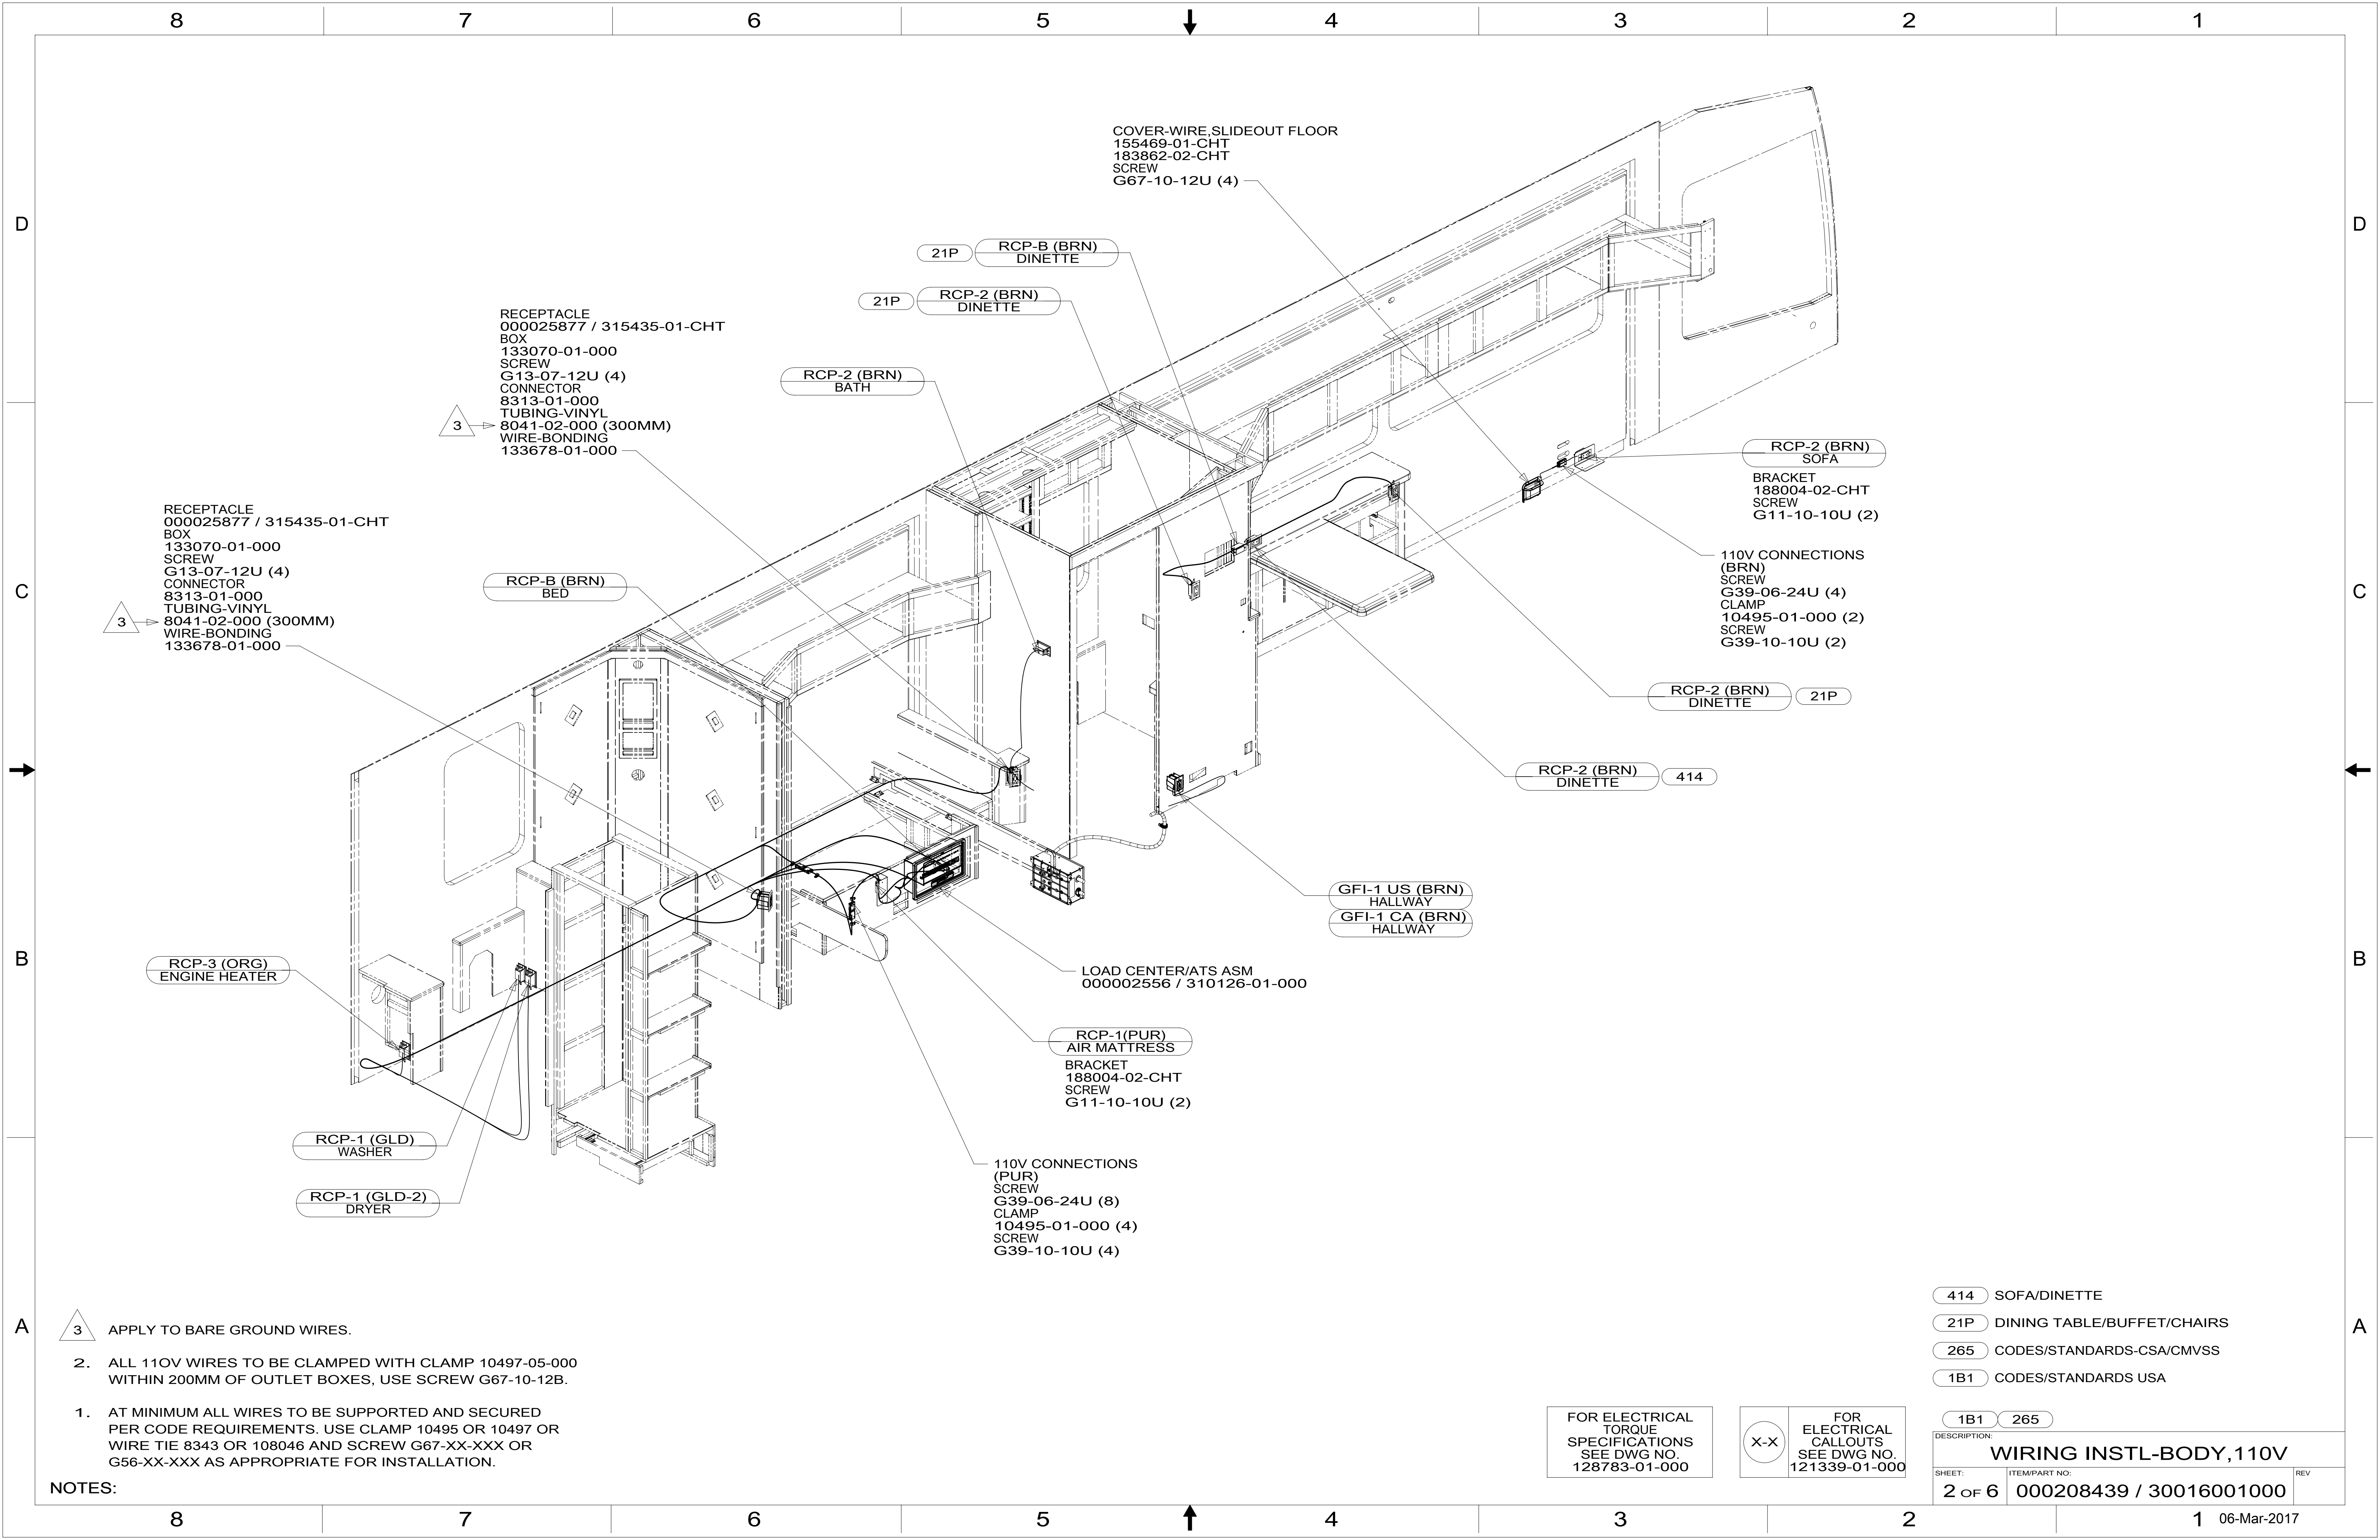 8 7 6 5 4 3 2 1
D
C
B
A
D
C
B
A
COVER-WIRE,SLIDEOUT FLOOR
155469-01-CHT
183862-02-CHT
SCREW
G67-10-12U (4)
21P
RCP-B (BRN)
DINETTE
21P
RCP-2 (BRN)
DINETTE
RECEPTACLE
000025877 / 315435-01-CHT
BOX
133070-01-000
SCREW
G13-07-12U (4)
CONNECTOR
8313-01-000
TUBING-VINYL
3
8041-02-000 (300MM)
WIRE-BONDING
133678-01-000
RCP-2 (BRN)
BATH
RCP-2 (BRN)
SOFA
BRACKET
188004-02-CHT
SCREW
G11-10-10U (2)
RECEPTACLE
000025877 / 315435-01-CHT
BOX
133070-01-000
SCREW
G13-07-12U (4)
CONNECTOR
8313-01-000
TUBING-VINYL
3
8041-02-000 (300MM)
WIRE-BONDING
133678-01-000
RCP-B (BRN)
BED
110V CONNECTIONS
(BRN)
SCREW
G39-06-24U (4)
CLAMP
10495-01-000 (2)
SCREW
G39-10-10U (2)
RCP-2 (BRN)
DINETTE
21P
RCP-2 (BRN)
DINETTE
414
GFI-1 US (BRN)
HALLWAY
GFI-1 CA (BRN)
HALLWAY
RCP-3 (ORG)
ENGINE HEATER
LOAD CENTER/ATS ASM
000002556 / 310126-01-000
RCP-1(PUR)
AIR MATTRESS
BRACKET
188004-02-CHT
SCREW
G11-10-10U (2)
RCP-1 (GLD)
WASHER
RCP-1 (GLD-2)
DRYER
110V CONNECTIONS
(PUR)
SCREW
G39-06-24U (8)
CLAMP
10495-01-000 (4)
SCREW
G39-10-10U (4)
3 APPLY TO BARE GROUND WIRES.
2. ALL 11OV WIRES TO BE CLAMPED WITH CLAMP 10497-05-000
WITHIN 200MM OF OUTLET BOXES, USE SCREW G67-10-12B.
1. AT MINIMUM ALL WIRES TO BE SUPPORTED AND SECURED
PER CODE REQUIREMENTS. USE CLAMP 10495 OR 10497 OR
WIRE TIE 8343 OR 108046 AND SCREW G67-XX-XXX OR
G56-XX-XXX AS APPROPRIATE FOR INSTALLATION.
NOTES:
414 SOFA/DINETTE
21P DINING TABLE/BUFFET/CHAIRS
265 CODES/STANDARDS-CSA/CMVSS
1B1 CODES/STANDARDS USA
FOR ELECTRICAL
TORQUE
SPECIFICATIONS
SEE DWG NO.
128783-01-000
X-X
FOR
ELECTRICAL
CALLOUTS
SEE DWG NO.
121339-01-000
1B1 265
DESCRIPTION:
WIRING INSTL-BODY,110V
SHEET:
2 OF 6
ITEM/PART NO:
000208439 / 30016001000
REV
8 7 6 5 4 3 2 1
06-Mar-2017